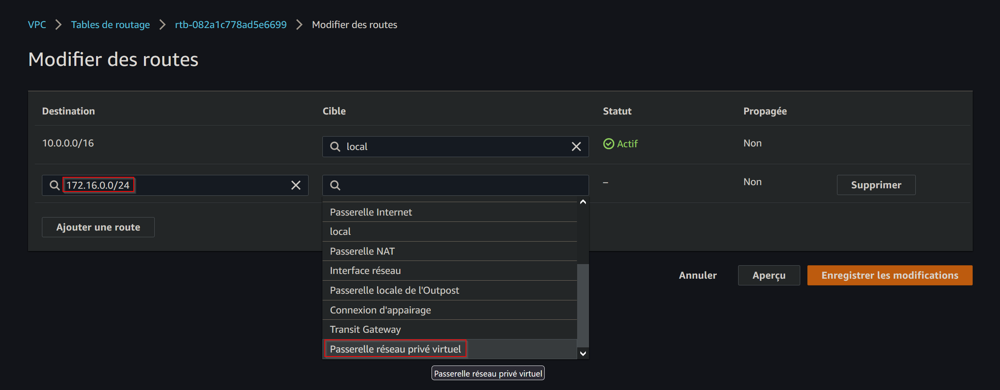 VPC > Tables de routage > rtb-082a1c778ad5e6699 > Modifier des routes
Modifier des routes
Destination Cible Statut Propagée
10.0.0.0/16 local Actif Non
172.16.0.0/24 – Non Supprimer
Passerelle Internet
Ajouter une route
local
Passerelle NAT
Interface réseau
Annuler Aperçu Enregistrer les modifications
Passerelle locale de l'Outpost
Connexion d'appairage
Transit Gateway
Passerelle réseau privé virtuel
Passerelle réseau privé virtuel